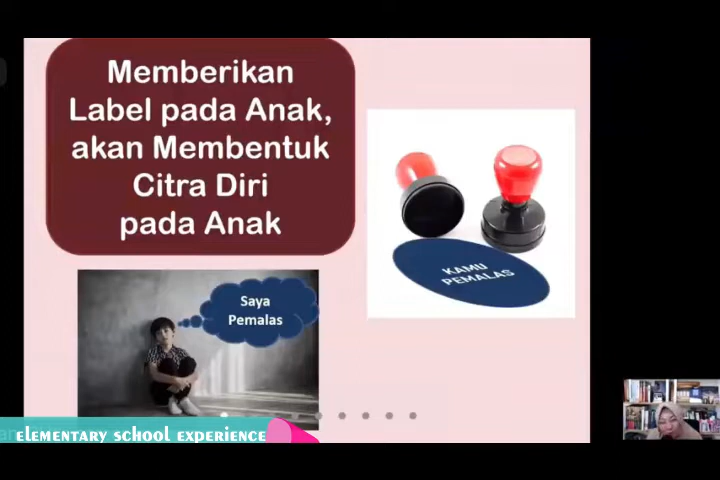 Memberikan
Label pada Anak,
akan Membentuk
Citra Diri
pada Anak
KAMU
PEMALAS
Saya
Pemalas
elementary school experience